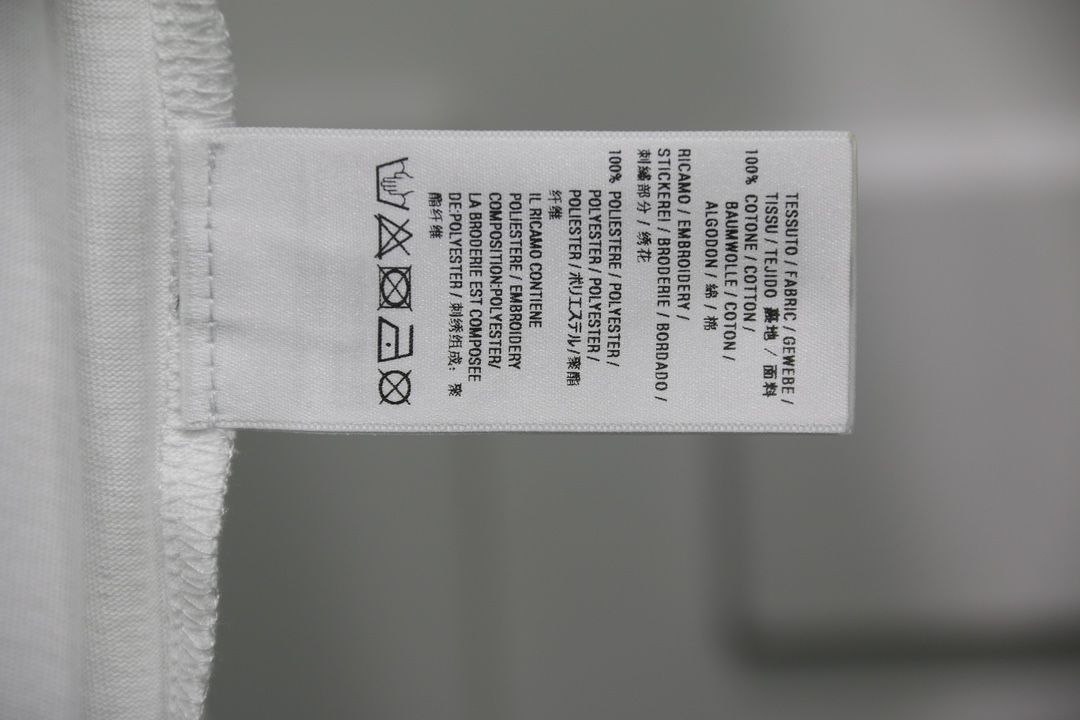 TESSUTO / FABRIC / GEWEBE /
TISSU / TEJIDO 裏地 / 面料
100% COTONE / COTTON /
BAUMWOLLE / COTON /
ALGODON / 綿 / 棉
RICAMO / EMBROIDERY /
STICKEREI / BRODERIE / BORDADO /
刺繍部分 / 绣花
100% POLIESTERE / POLYESTER /
POLYESTER / POLYESTER /
POLIESTER / ポリエステル / 聚酯
纤维
IL RICAMO CONTIENE
POLIESTERE / EMBROIDERY
COMPOSITION:POLYESTER/
LA BRODERIE EST COMPOSEE
DE:POLYESTER / 刺绣组成：聚
酯纤维